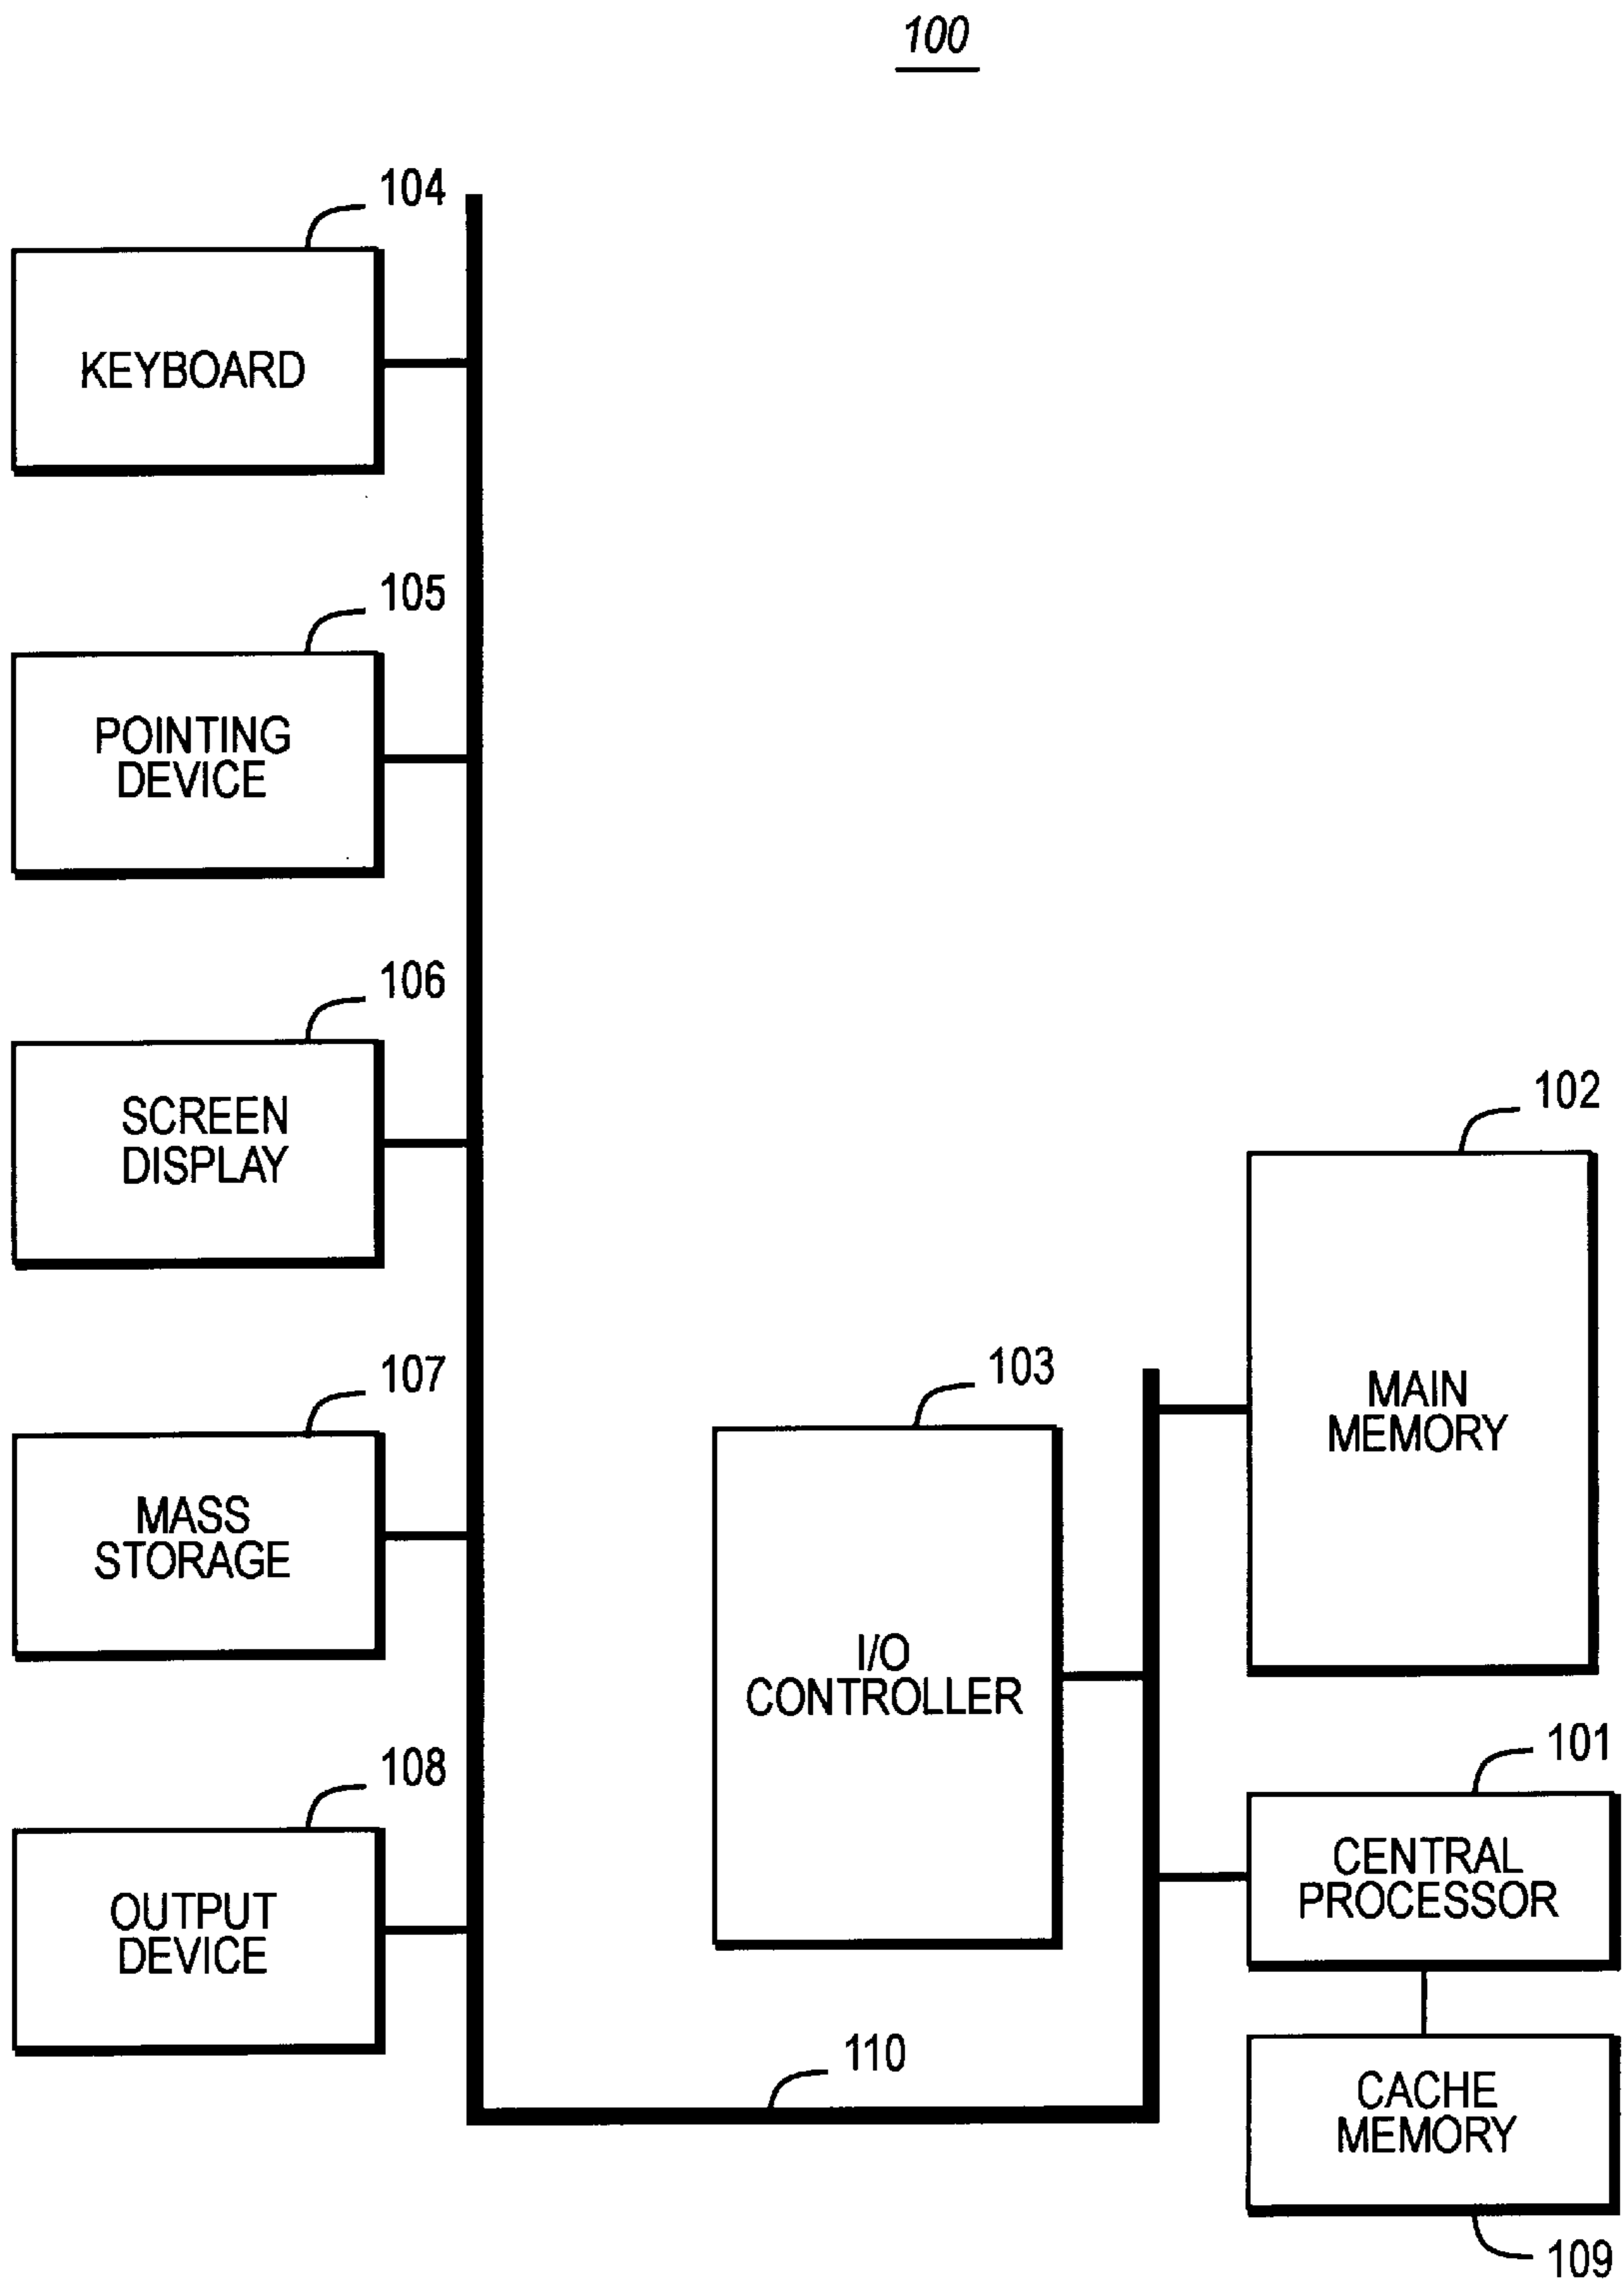 100
104
KEYBOARD
105
POINTING
DEVICE
106
SCREEN
DISPLAY
107
MASS
STORAGE
108
OUTPUT
DEVICE
103
I/O
CONTROLLER
110
102
MAIN
MEMORY
101
CENTRAL
PROCESSOR
CACHE
MEMORY
109